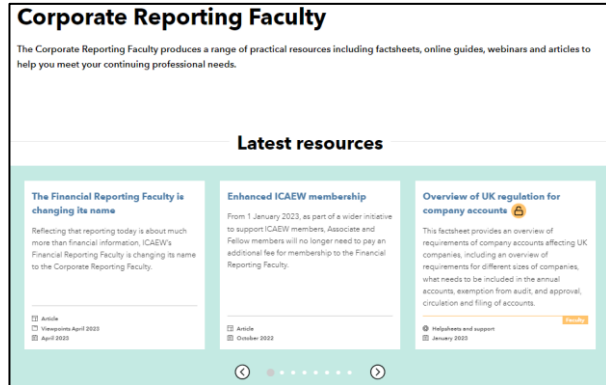 Corporate Reporting Faculty
The Corporate Reporting Faculty produces a range of practical resources including factsheets, online guides, webinars and articles to
help you meet your continuing professional needs.
Latest resources
The Financial Reporting Faculty is
changing its name
Reflecting that reporting today is about much
more than financial information, ICAEW's
Financial Reporting Faculty is changing its name
to the Corporate Reporting Faculty.
Article
Viewpoints April 2023
April 2023
Enhanced ICAEW membership
From 1 January 2023, as part of a wider initiative
to support ICAEW members, Associate and
Fellow members will no longer need to pay an
additional fee for membership to the Financial
Reporting Faculty.
Article
October 2022
Overview of UK regulation for
company accounts
This factsheet provides an overview of
requirements of company accounts affecting UK
companies, including an overview of
requirements for different sizes of companies,
what needs to be included in the annual
accounts, exemption from audit, and approval,
circulation and filing of accounts.
Faculty
Helpsheets and support
January 2023